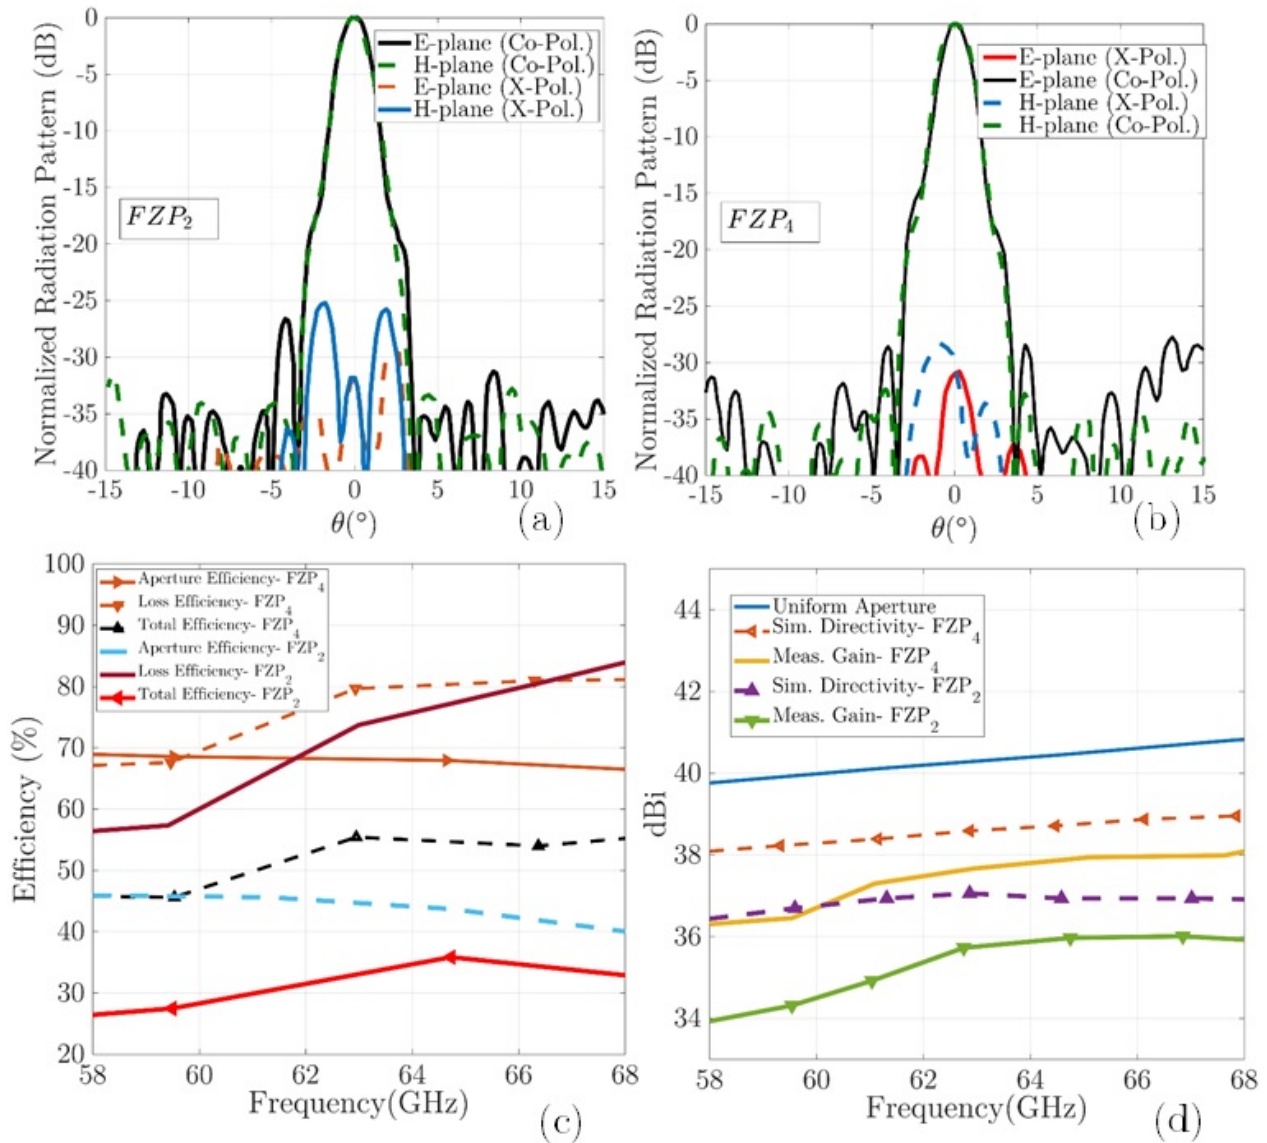 0
-5
-10
-15
-20
-25
-30
-35
-40
Normalized Radiation Pattern (dB)
E-plane (Co-Pol.)
H-plane (Co-Pol.)
E-plane (X-Pol.)
H-plane (X-Pol.)
FZP2
-15
-10
-5
0
5
10
15
θ(°)
(a)
0
-5
-10
-15
-20
-25
-30
-35
-40
Normalized Radiation Pattern (dB)
E-plane (X-Pol.)
E-plane (Co-Pol.)
H-plane (X-Pol.)
H-plane (Co-Pol.)
FZP4
-15
-10
-5
0
5
10
15
θ(°)
(b)
100
90
80
70
60
50
40
30
20
Efficiency (%)
Aperture Efficiency- FZP4
Loss Efficiency- FZP4
Total Efficiency- FZP4
Aperture Efficiency- FZP2
Loss Efficiency- FZP2
Total Efficiency- FZP2
58
60
62
64
66
68
Frequency(GHz)
(c)
44
42
40
38
36
34
dBi
Uniform Aperture
Sim. Directivity- FZP4
Meas. Gain- FZP4
Sim. Directivity- FZP2
Meas. Gain- FZP2
58
60
62
64
66
68
Frequency(GHz)
(d)